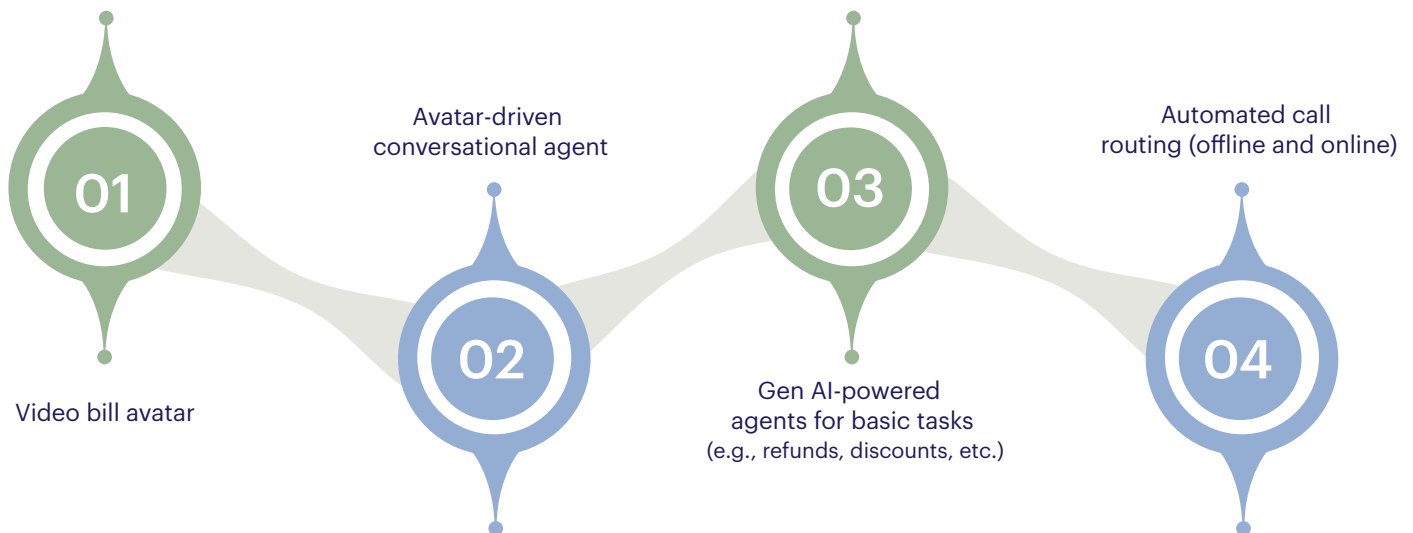 01
Video bill avatar
Avatar-driven
conversational agent
02
03
Gen AI-powered
agents for basic tasks
(e.g., refunds, discounts, etc.)
Automated call
routing (offline and online)
04